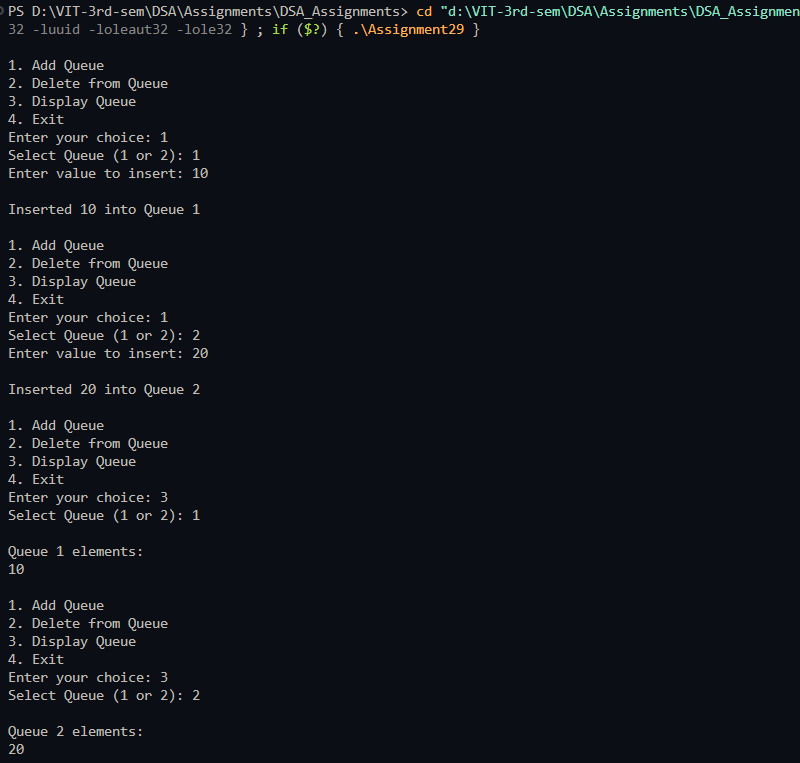 PS D:\VIT-3rd-sem\DSA\Assignments\DSA_Assignments> cd "d:\VIT-3rd-sem\DSA\Assignments\DSA_Assignmen
32 -luuid -loleaut32 -lole32 } ; if ($?) { .\Assignment29 }
1. Add Queue
2. Delete from Queue
3. Display Queue
4. Exit
Enter your choice: 1
Select Queue (1 or 2): 1
Enter value to insert: 10
Inserted 10 into Queue 1
1. Add Queue
2. Delete from Queue
3. Display Queue
4. Exit
Enter your choice: 1
Select Queue (1 or 2): 2
Enter value to insert: 20
Inserted 20 into Queue 2
1. Add Queue
2. Delete from Queue
3. Display Queue
4. Exit
Enter your choice: 3
Select Queue (1 or 2): 1
Queue 1 elements:
10
1. Add Queue
2. Delete from Queue
3. Display Queue
4. Exit
Enter your choice: 3
Select Queue (1 or 2): 2
Queue 2 elements:
20